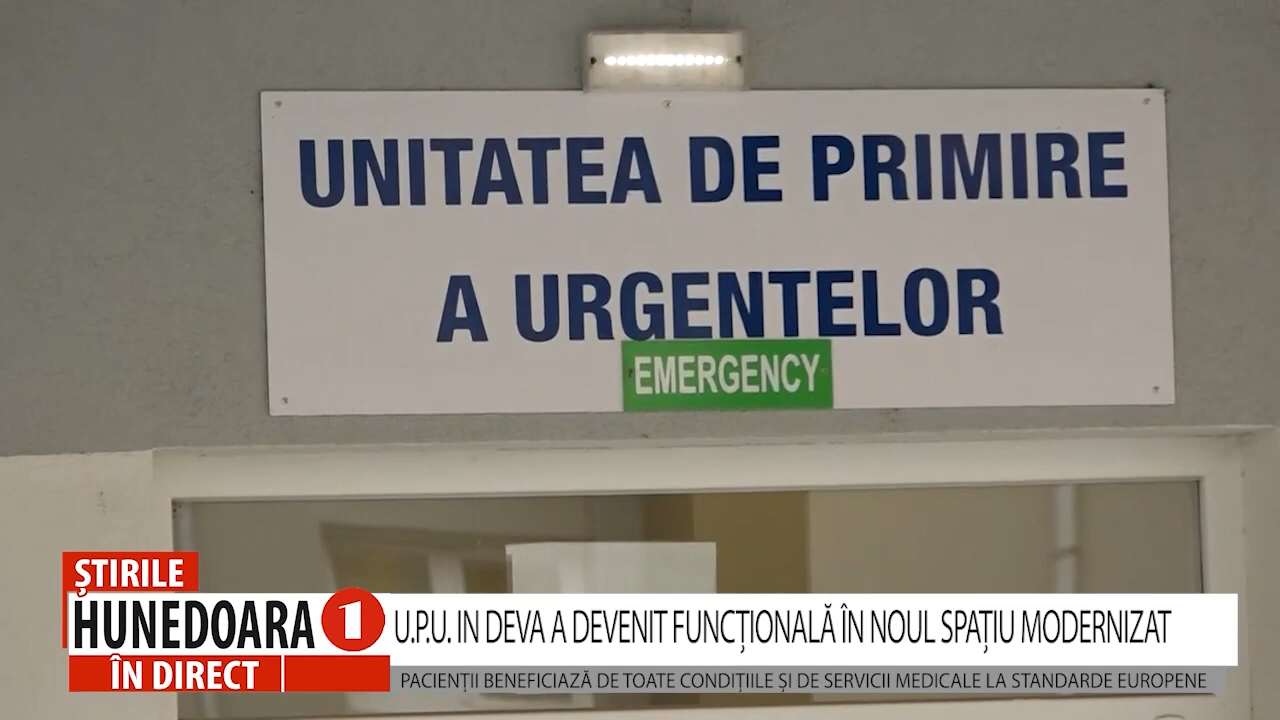 UNITATEA DE PRIMIRE
A URGENTELOR
EMERGENCY
ȘTIRILE
HUNEDOARA 1
ÎN DIRECT
U.P.U. IN DEVA A DEVENIT FUNCȚIONALĂ ÎN NOUL SPAȚIU MODERNIZAT
PACIENȚII BENEFICIAZĂ DE TOATE CONDIȚIILE ȘI DE SERVICII MEDICALE LA STANDARDE EUROPENE